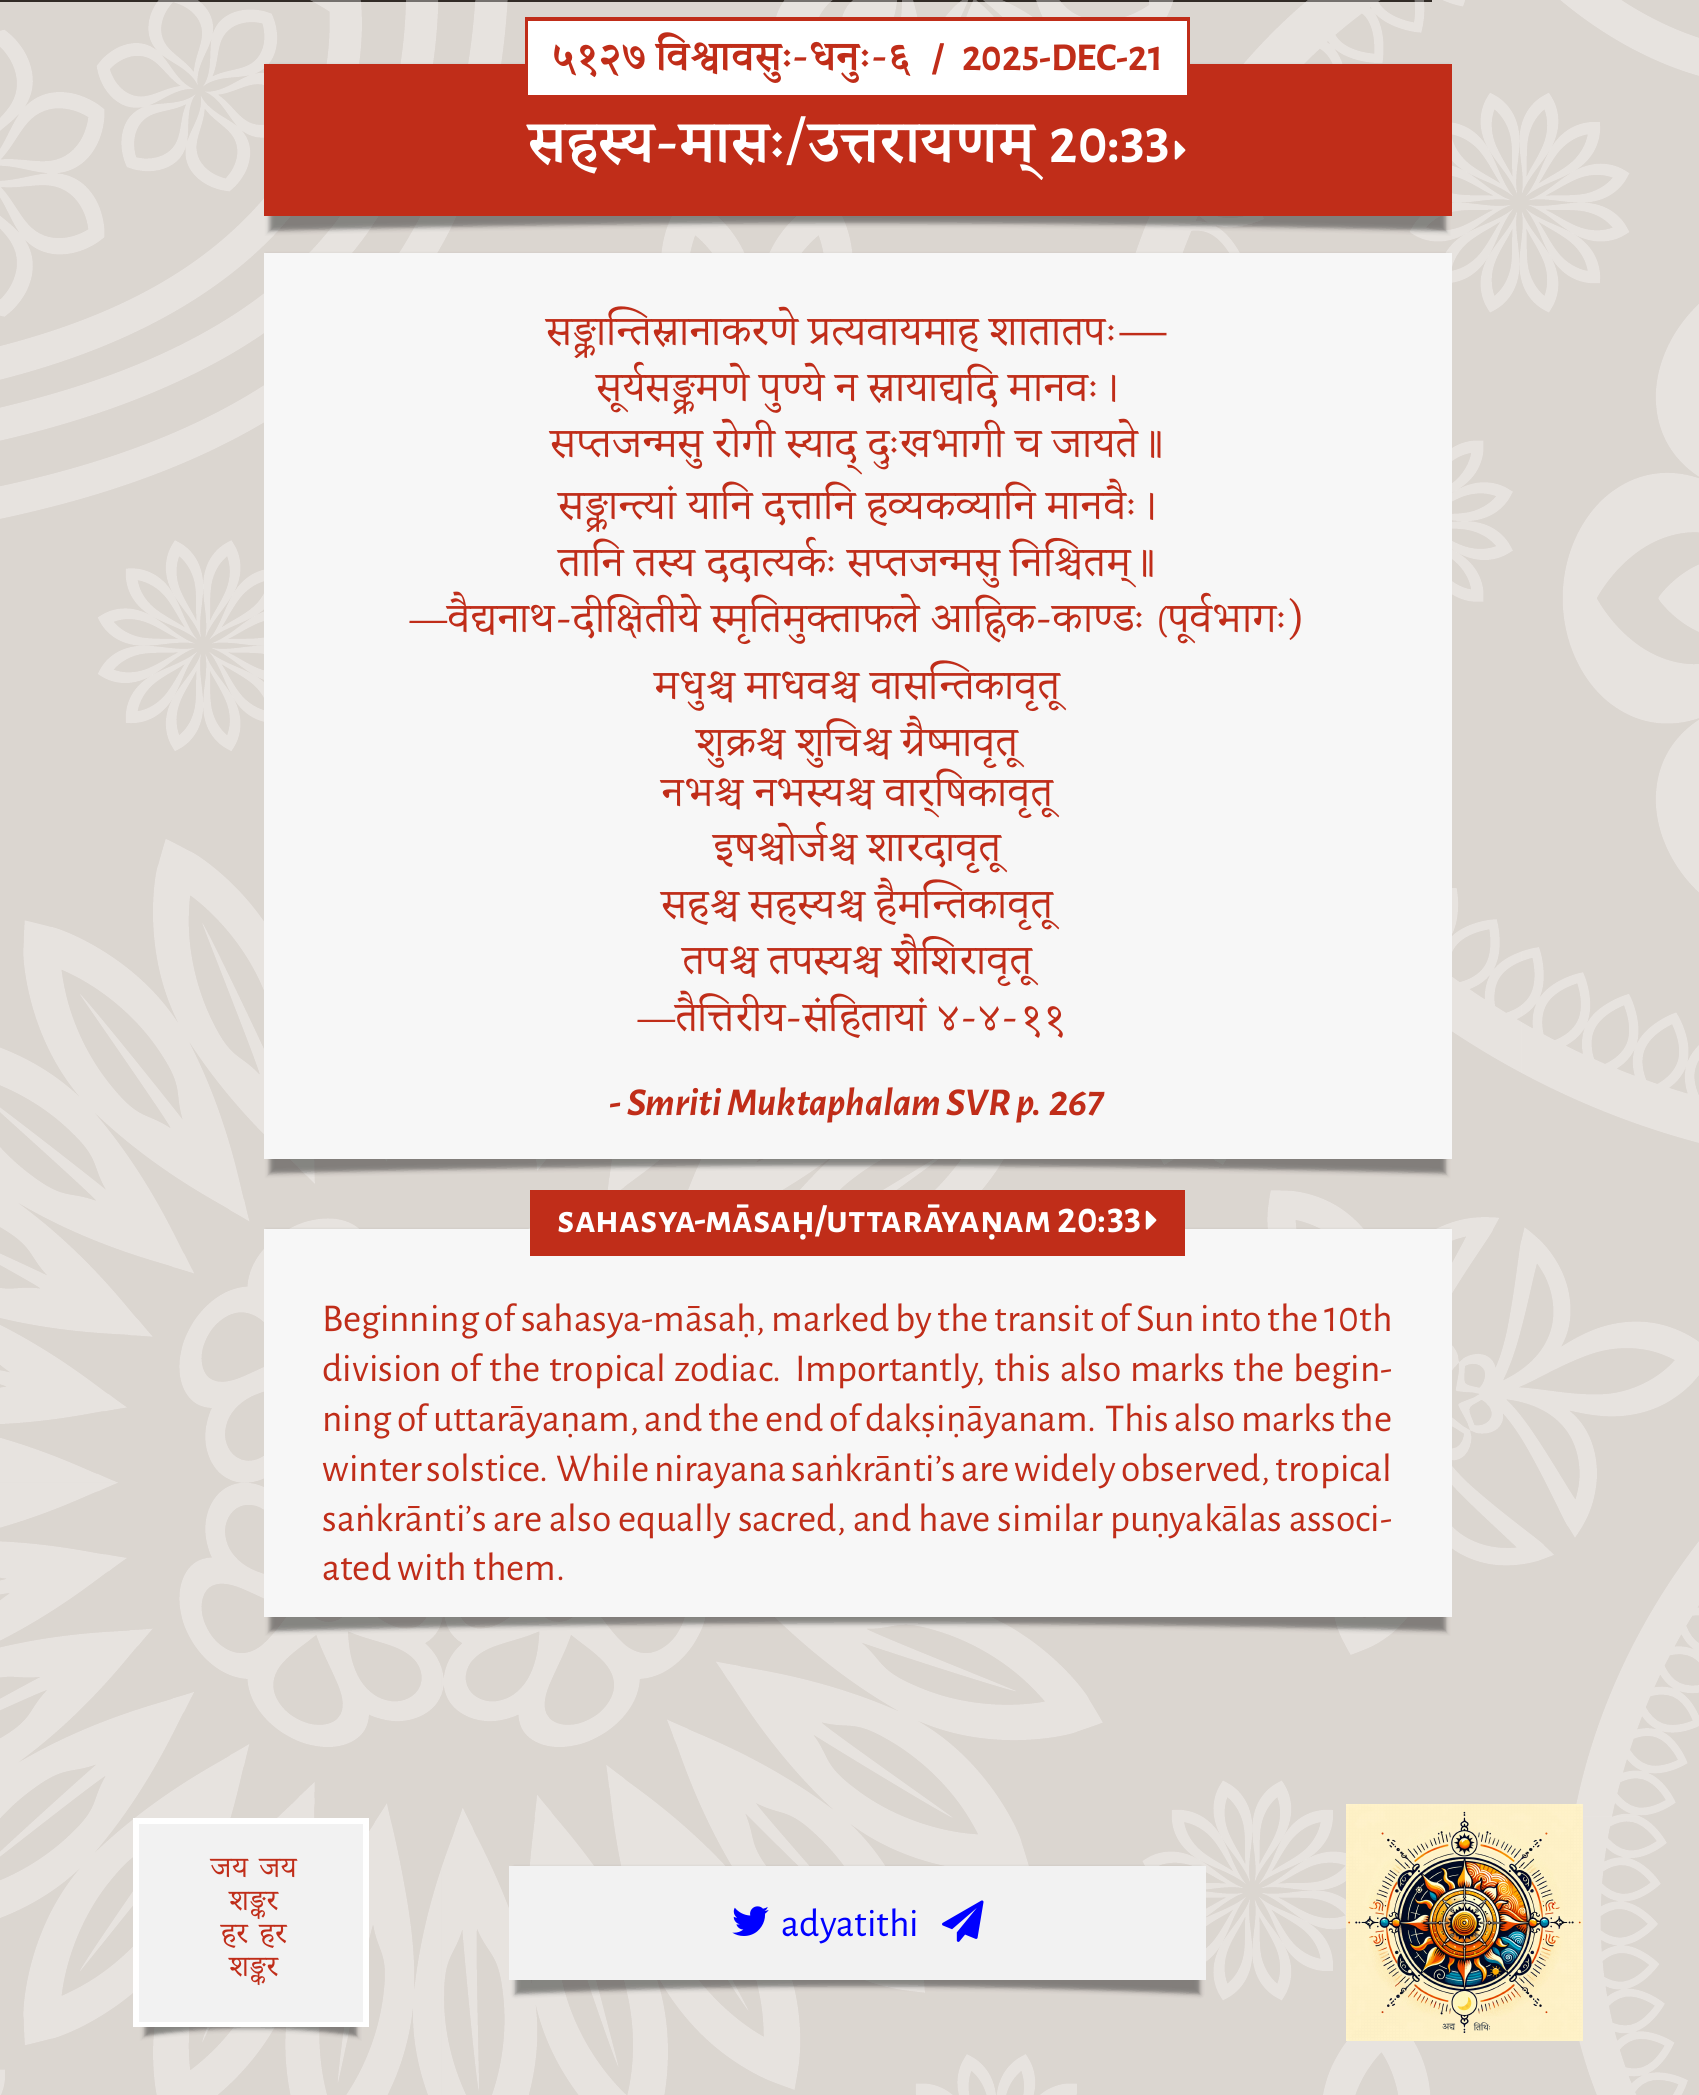 ५१२७ विश्वावसुः-धनुः-६ / 2025-DEC-21
सहस्य-मासः/उत्तरायणम् 20:33
सङ्क्रान्तिस्नानाकरणे प्रत्यवायमाह शातातपः—
सूर्यसङ्क्रमणे पुण्ये न स्नायाद्यदि मानवः।
सप्तजन्मसु रोगी स्याद् दुःखभागी च जायते॥
सङ्क्रान्त्यां यानि दत्तानि हव्यकव्यानि मानवैः।
तानि तस्य ददात्यर्कः सप्तजन्मसु निश्चितम्॥
—वैद्यनाथ-दीक्षितीये स्मृतिमुक्ताफले आह्निक-काण्डः (पूर्वभागः)
मधुश्च माधवश्च वासन्तिकावृतू
शुक्रश्च शुचिश्च ग्रैष्मावृतू
नभश्च नभस्यश्च वार्‌षिकावृतू
इषश्चोर्जश्च शारदावृतू
सहश्च सहस्यश्च हैमन्तिकावृतू
तपश्च तपस्यश्च शैशिरावृतू
—तैत्तिरीय-संहितायां ४-४-११
- Smriti Muktaphalam SVR p. 267
SAHASYA-MĀSAḤ/UTTARĀYAṆAM 20:33
Beginning of sahasya-māsaḥ, marked by the transit of Sun into the 10th
division of the tropical zodiac. Importantly, this also marks the begin-
ning of uttarāyaṇam, and the end of dakṣiṇāyanam. This also marks the
winter solstice. While nirayana saṅkrānti’s are widely observed, tropical
saṅkrānti’s are also equally sacred, and have similar puṇyakālas associ-
ated with them.
जय जय
शङ्कर
हर हर
शङ्कर
adyatithi
अद्य तिथिः